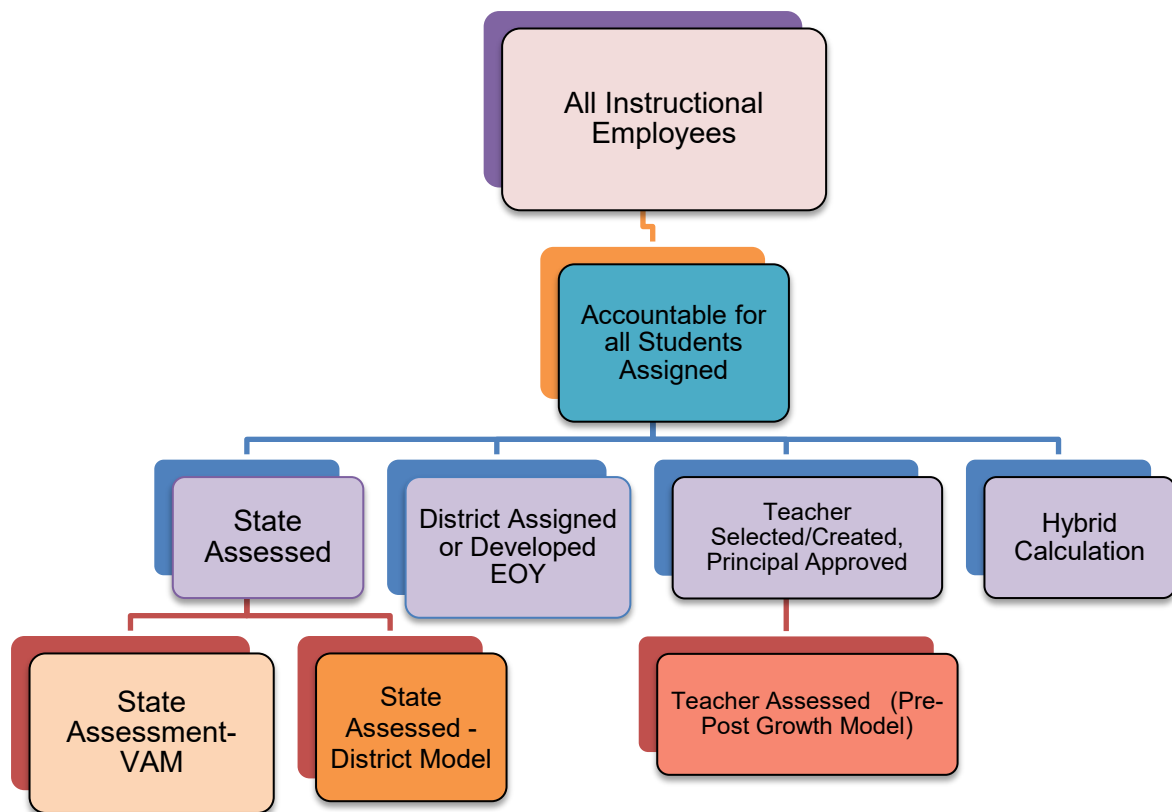 All Instructional
Employees
Accountable for
all Students
Assigned
State
Assessed
District Assigned
or Developed
EOY
Teacher
Selected/Created,
Principal Approved
Hybrid
Calculation
State
Assessment-
VAM
State
Assessed -
District Model
Teacher Assessed (Pre-
Post Growth Model)